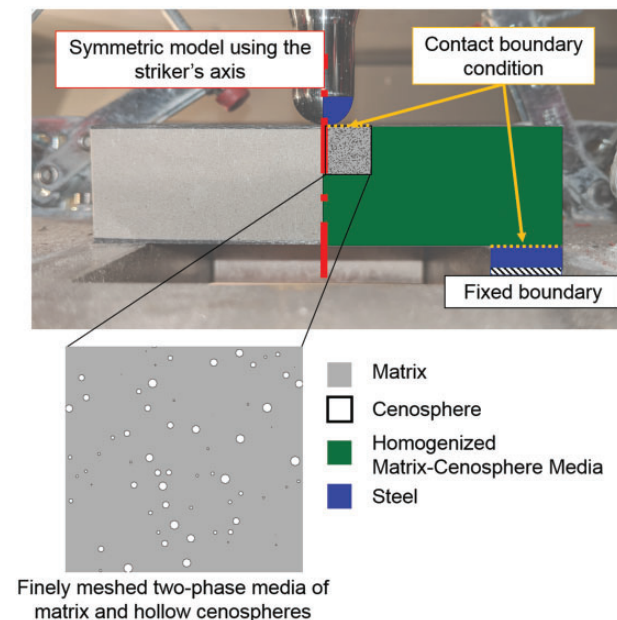 Symmetric model using the
striker's axis
Contact boundary
condition
Fixed boundary
Matrix
Cenosphere
Homogenized
Matrix-Cenosphere Media
Steel
Finely meshed two-phase media of
matrix and hollow cenospheres